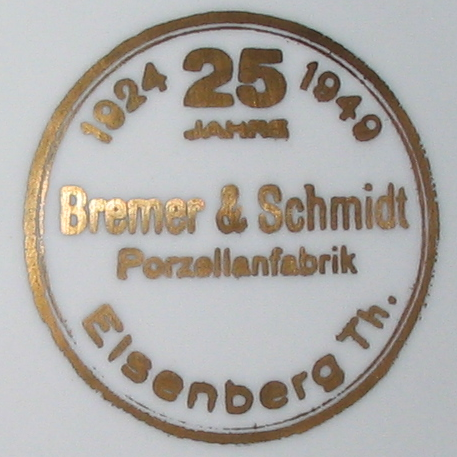 1924 25 1949
JAHRE
Bremer & Schmidt
Porzellanfabrik
Eisenberg Th.